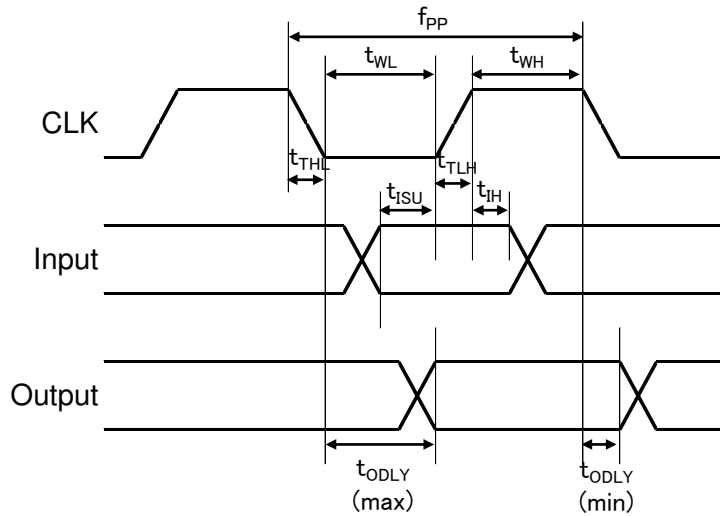 fPP
tWL
tWH
CLK
tTHL
tTLH
tISU
tIH
Input
Output
tODLY
(max)
tODLY
(min)